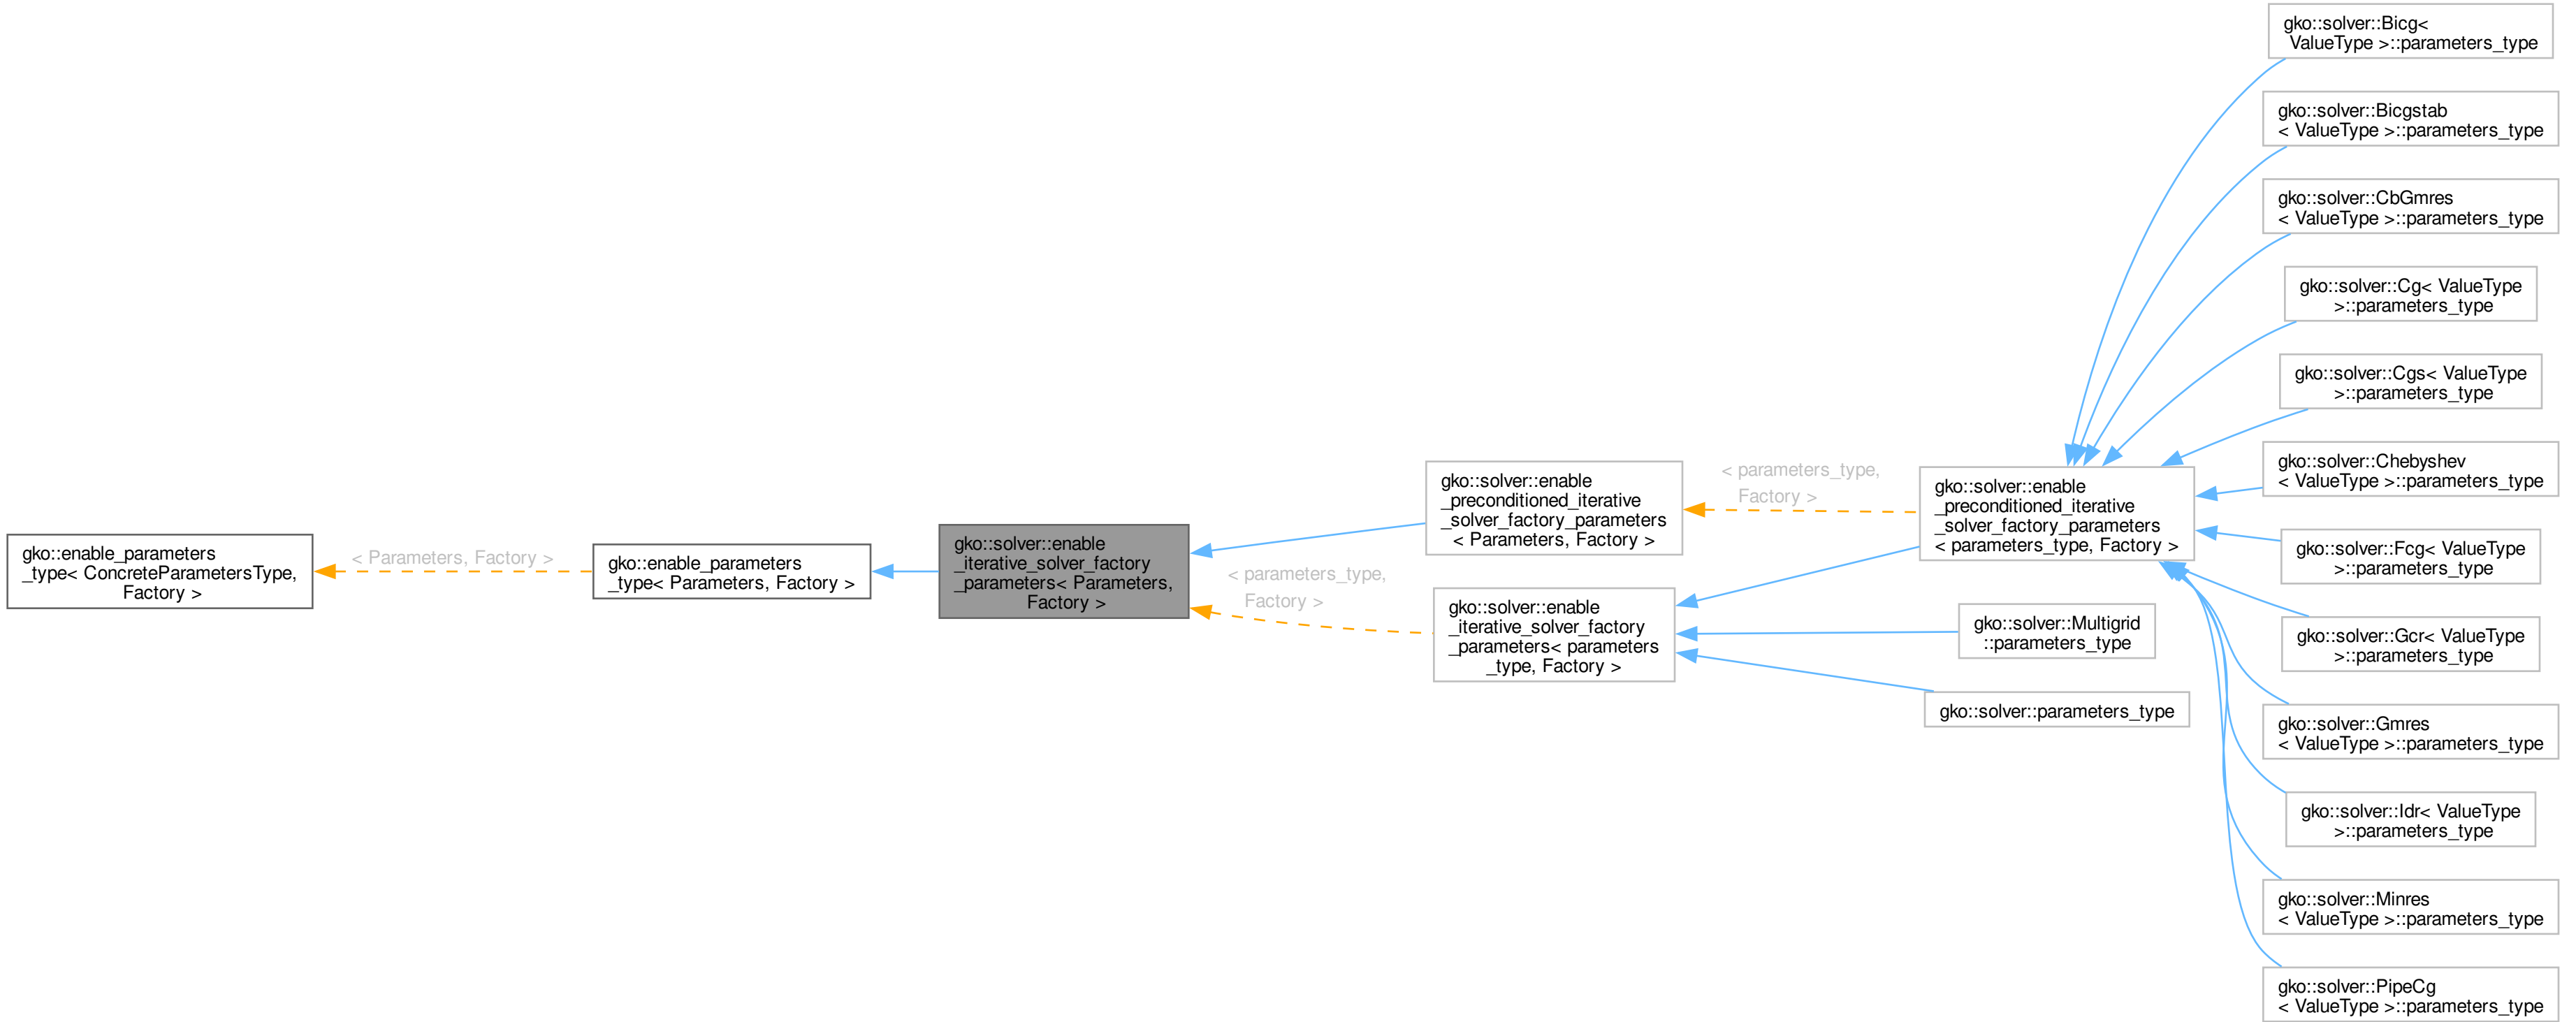 gko::enable_parameters
_type< ConcreteParametersType,
Factory >
< Parameters, Factory >
gko::enable_parameters
_type< Parameters, Factory >
gko::solver::enable
_iterative_solver_factory
_parameters< Parameters,
Factory >
< parameters_type,
Factory >
gko::solver::enable
_preconditioned_iterative
_solver_factory_parameters
< Parameters, Factory >
gko::solver::enable
_iterative_solver_factory
_parameters< parameters
_type, Factory >
< parameters_type,
Factory >
gko::solver::enable
_preconditioned_iterative
_solver_factory_parameters
< parameters_type, Factory >
gko::solver::Multigrid
::parameters_type
gko::solver::parameters_type
gko::solver::Bicg<
ValueType >::parameters_type
gko::solver::Bicgstab
< ValueType >::parameters_type
gko::solver::CbGmres
< ValueType >::parameters_type
gko::solver::Cg< ValueType
>::parameters_type
gko::solver::Cgs< ValueType
>::parameters_type
gko::solver::Chebyshev
< ValueType >::parameters_type
gko::solver::Fcg< ValueType
>::parameters_type
gko::solver::Gcr< ValueType
>::parameters_type
gko::solver::Gmres
< ValueType >::parameters_type
gko::solver::Idr< ValueType
>::parameters_type
gko::solver::Minres
< ValueType >::parameters_type
gko::solver::PipeCg
< ValueType >::parameters_type